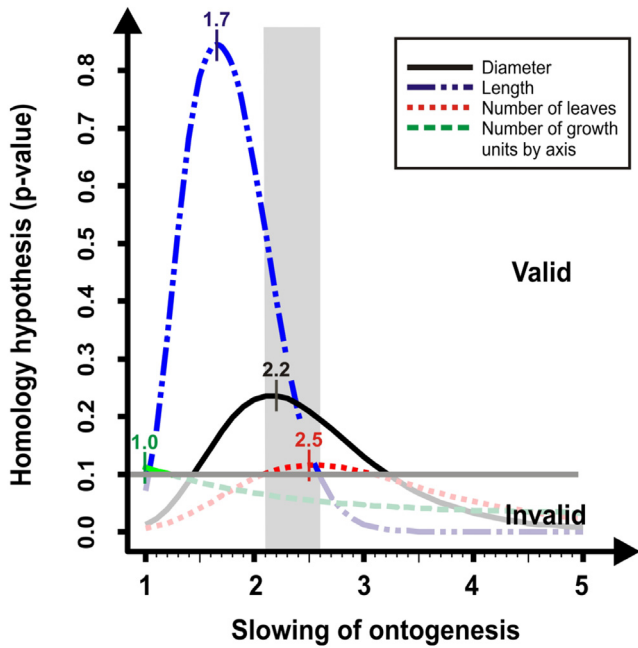 1.7
Diameter
Length
Number of leaves
Number of growth
units by axis
Homology hypothesis (p-value)
0.8
0.7
0.6
0.5
0.4
0.3
0.2
0.1
0.0
Valid
2.2
2.5
1.0
Invalid
1
2
3
4
5
Slowing of ontogenesis